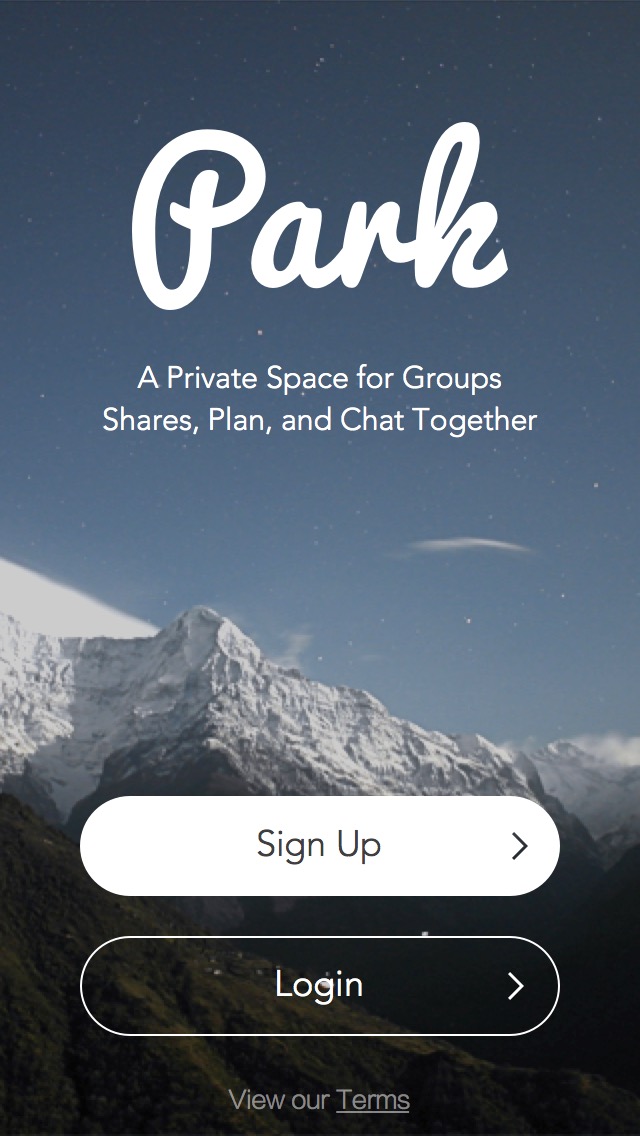 Park
A Private Space for Groups
Shares, Plan, and Chat Together
Sign Up
Login
View our Terms